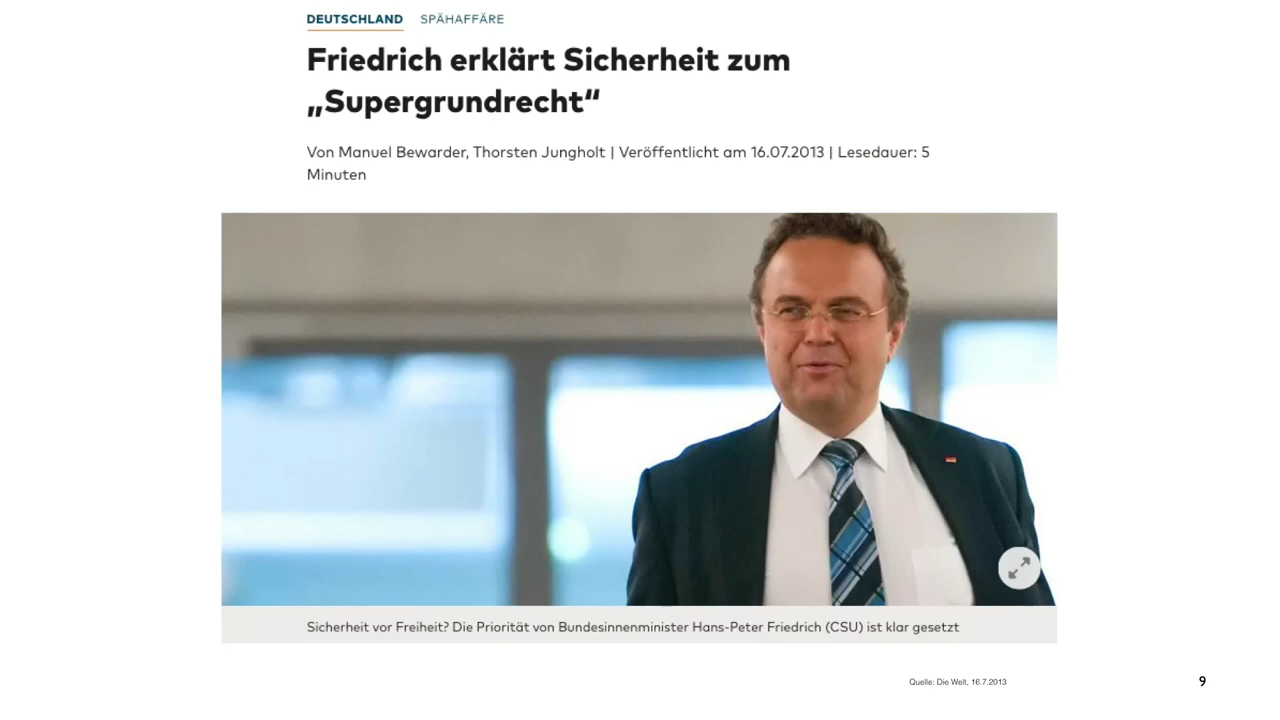 DEUTSCHLAND SPÄHAFFÄRE
Friedrich erklärt Sicherheit zum
„Supergrundrecht“
Von Manuel Bewarder, Thorsten Jungholt | Veröffentlicht am 16.07.2013 | Lesedauer: 5
Minuten
Sicherheit vor Freiheit? Die Priorität von Bundesinnenminister Hans-Peter Friedrich (CSU) ist klar gesetzt
Quelle: Die Welt, 16.7.2013
9